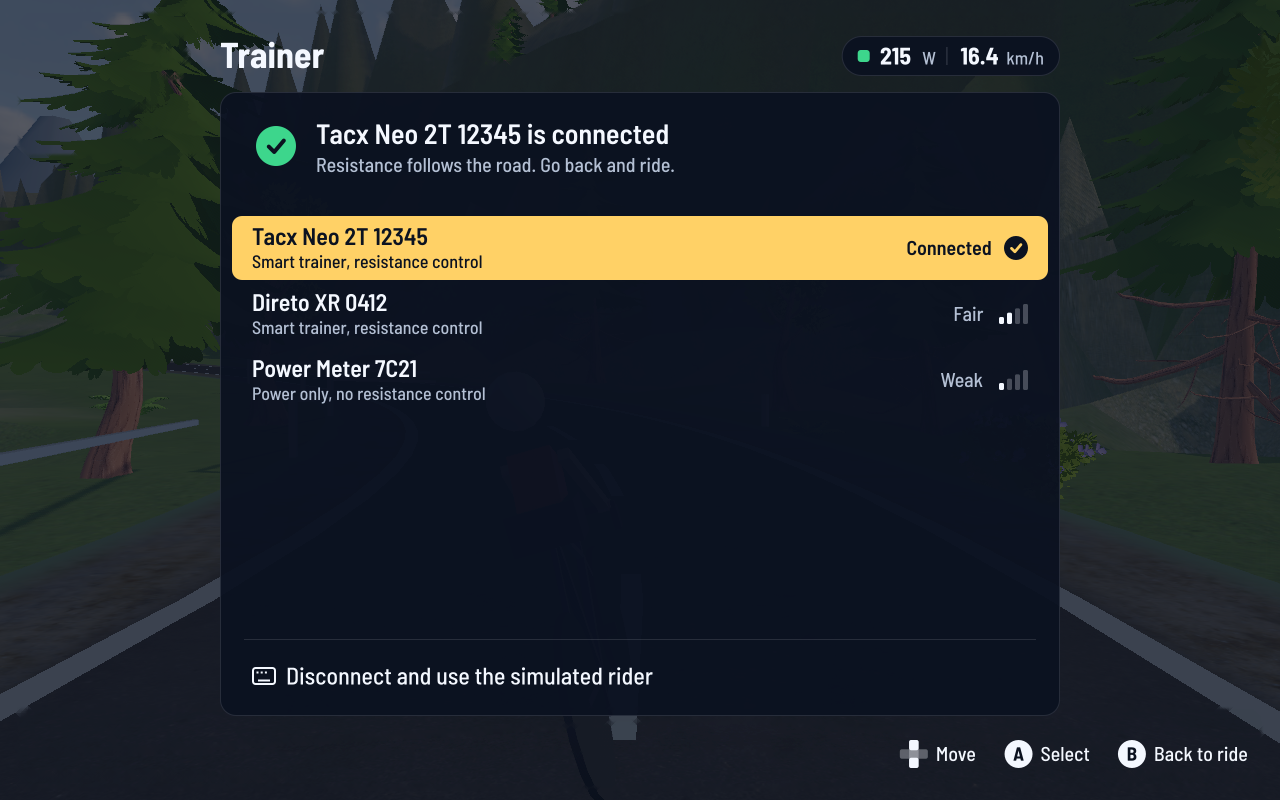 Trainer
215 W 16.4 km/h
Tacx Neo 2T 12345 is connected
Resistance follows the road. Go back and ride.
Tacx Neo 2T 12345
Smart trainer, resistance control
Connected
Direto XR 0412
Smart trainer, resistance control
Fair
Power Meter 7C21
Power only, no resistance control
Weak
Disconnect and use the simulated rider
Move A Select B Back to ride